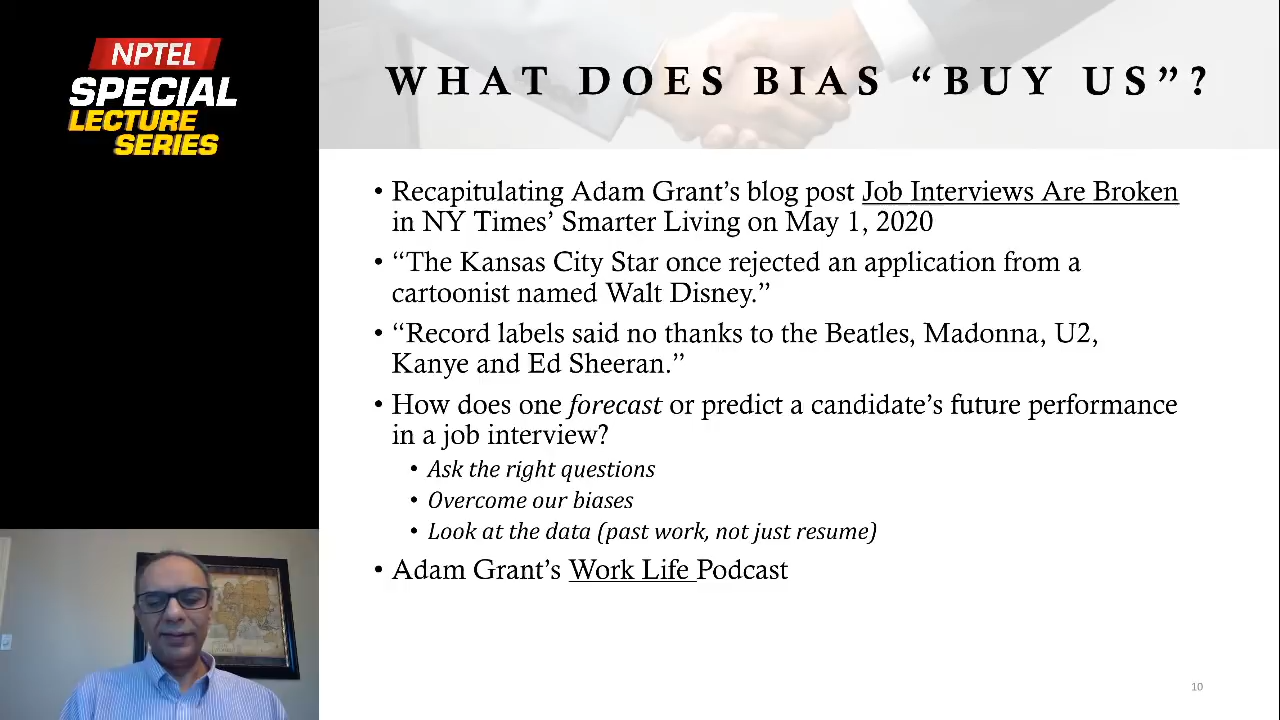 NPTEL
SPECIAL
LECTURE
SERIES
WHAT DOES BIAS “BUY US”?
• Recapitulating Adam Grant’s blog post Job Interviews Are Broken
in NY Times’ Smarter Living on May 1, 2020
• “The Kansas City Star once rejected an application from a
cartoonist named Walt Disney.”
• “Record labels said no thanks to the Beatles, Madonna, U2,
Kanye and Ed Sheeran.”
• How does one forecast or predict a candidate’s future performance
in a job interview?
• Ask the right questions
• Overcome our biases
• Look at the data (past work, not just resume)
• Adam Grant’s Work Life Podcast
10